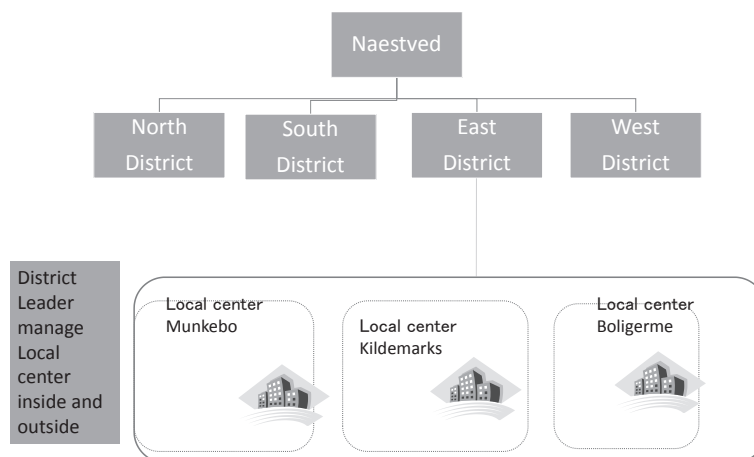 Naestved
North
District
South
District
East
District
West
District
District
Leader
manage
Local
center
inside and
outside
Local center
Munkebo
Local center
Kildemarks
Local center
Boligerme